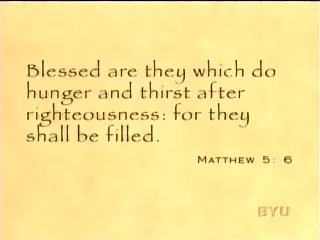 Blessed are they which do
hunger and thirst after
righteousness: for they
shall be filled.
Matthew 5: 6
BYU